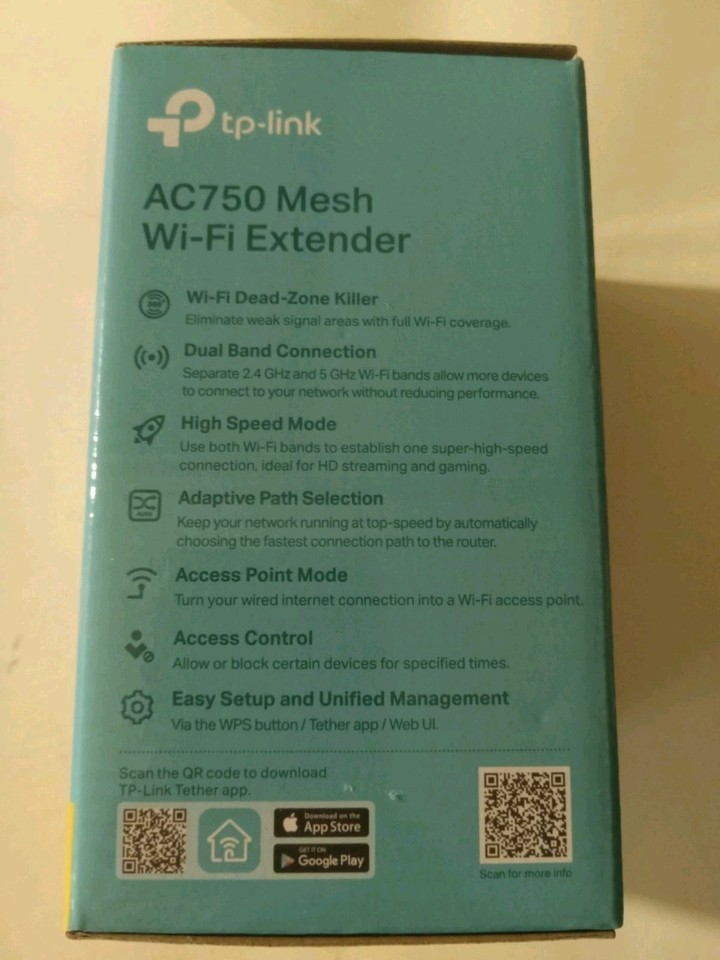 tp-link
AC750 Mesh
Wi-Fi Extender
360°
Wi-Fi Dead-Zone Killer
Eliminate weak signal areas with full Wi-Fi coverage.
Dual Band Connection
Separate 2.4 GHz and 5 GHz Wi-Fi bands allow more devices
to connect to your network without reducing performance.
High Speed Mode
Use both Wi-Fi bands to establish one super-high-speed
connection, ideal for HD streaming and gaming.
Auto
Adaptive Path Selection
Keep your network running at top-speed by automatically
choosing the fastest connection path to the router.
Access Point Mode
Turn your wired internet connection into a Wi-Fi access point.
Access Control
Allow or block certain devices for specified times.
Easy Setup and Unified Management
Via the WPS button / Tether app / Web UI.
Scan the QR code to download
TP-Link Tether app.
Download on the
App Store
GET IT ON
Google Play
Scan for more info